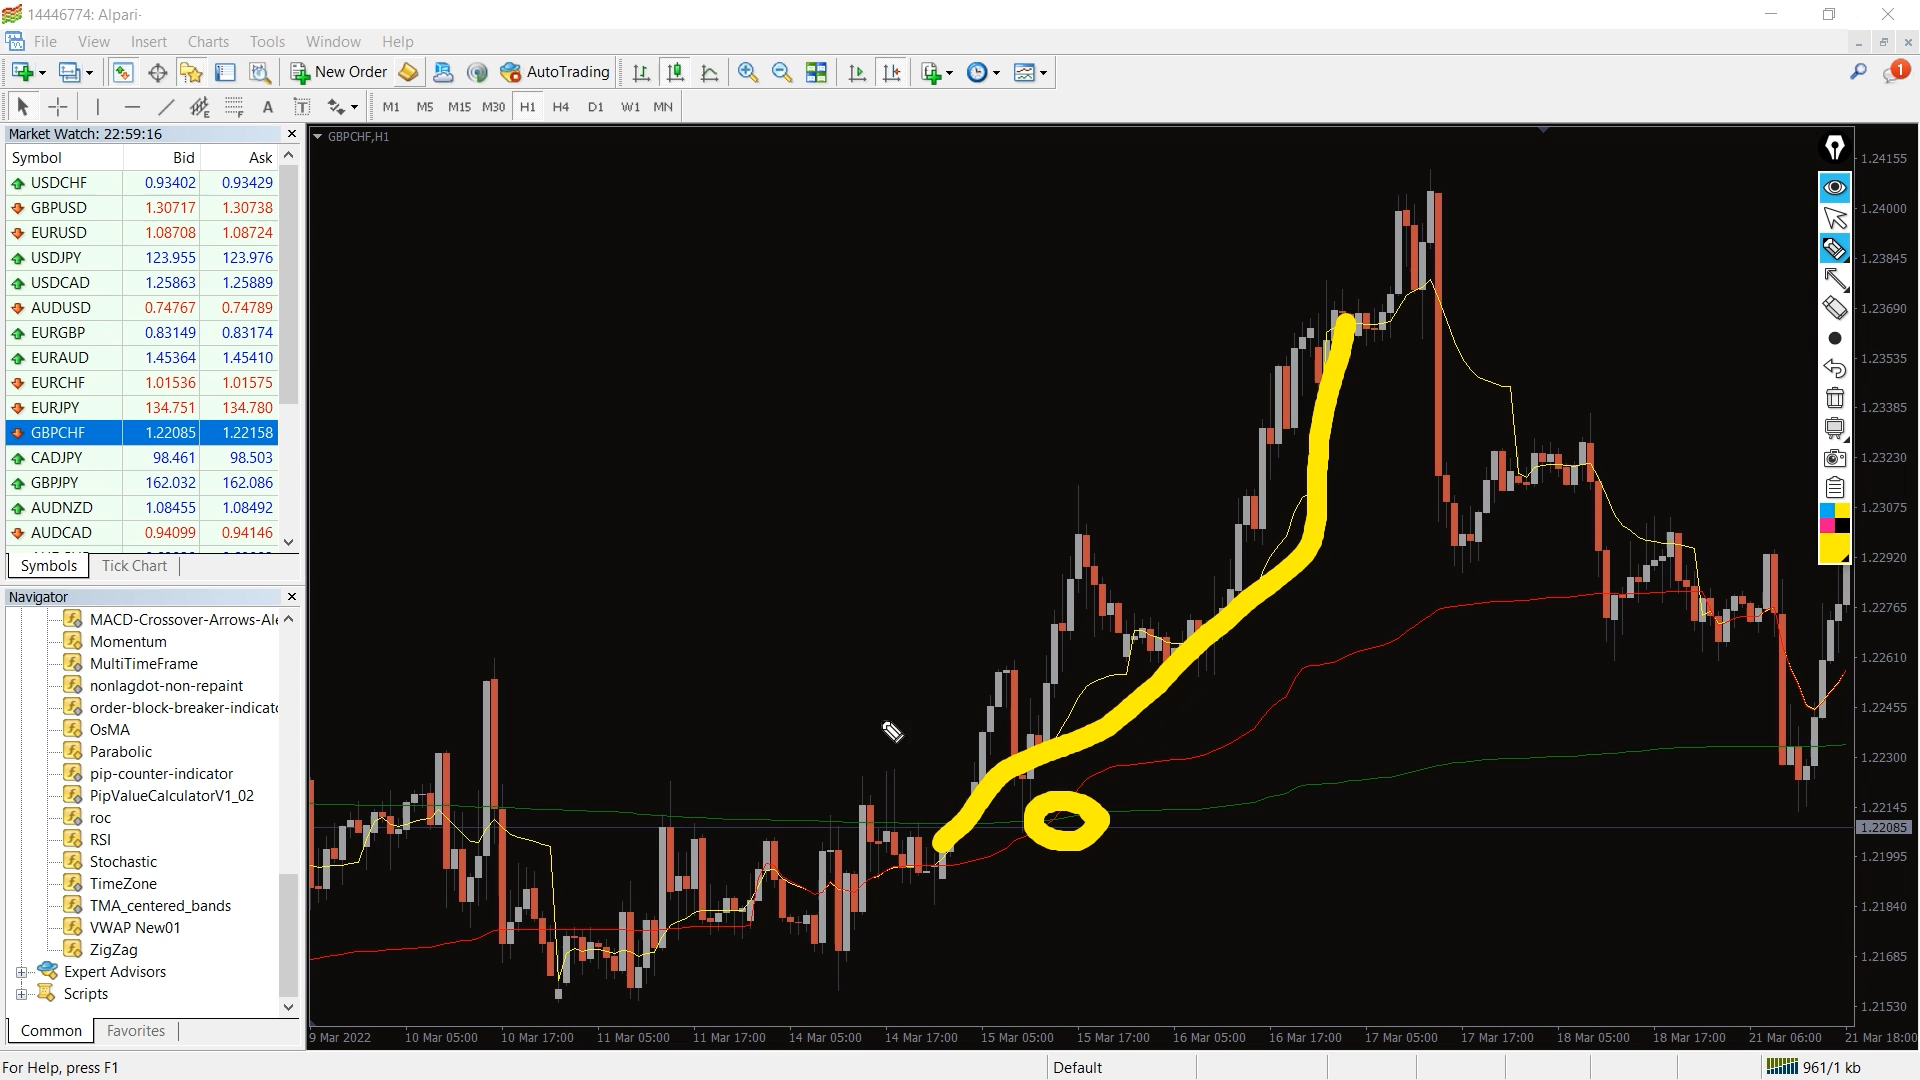 14446774: Alpari-
File View Insert Charts Tools Window Help
New Order AutoTrading
A T M1 M5 M15 M30 H1 H4 D1 W1 MN
1
Market Watch: 22:59:16
Symbol Bid Ask
USDCHF 0.93402 0.93429
GBPUSD 1.30717 1.30738
EURUSD 1.08708 1.08724
USDJPY 123.955 123.976
USDCAD 1.25863 1.25889
AUDUSD 0.74767 0.74789
EURGBP 0.83149 0.83174
EURAUD 1.45364 1.45410
EURCHF 1.01536 1.01575
EURJPY 134.751 134.780
GBPCHF 1.22085 1.22158
CADJPY 98.461 98.503
GBPJPY 162.032 162.086
AUDNZD 1.08455 1.08492
AUDCAD 0.94099 0.94146
Symbols Tick Chart
Navigator
MACD-Crossover-Arrows-Ale
Momentum
MultiTimeFrame
nonlagdot-non-repaint
order-block-breaker-indicato
OsMA
Parabolic
pip-counter-indicator
PipValueCalculatorV1_02
roc
RSI
Stochastic
TimeZone
TMA_centered_bands
VWAP New01
ZigZag
Expert Advisors
Scripts
Common Favorites
GBPCHF,H1
1.24155
1.24000
1.23845
1.23690
1.23535
1.23385
1.23230
1.23075
1.22920
1.22765
1.22610
1.22455
1.22300
1.22145
1.22085
1.21995
1.21840
1.21685
1.21530
9 Mar 2022 10 Mar 05:00 10 Mar 17:00 11 Mar 05:00 11 Mar 17:00 14 Mar 05:00 14 Mar 17:00 15 Mar 05:00 15 Mar 17:00 16 Mar 05:00 16 Mar 17:00 17 Mar 05:00 17 Mar 17:00 18 Mar 05:00 18 Mar 17:00 21 Mar 06:00 21 Mar 18:00
For Help, press F1 Default 961/1 kb